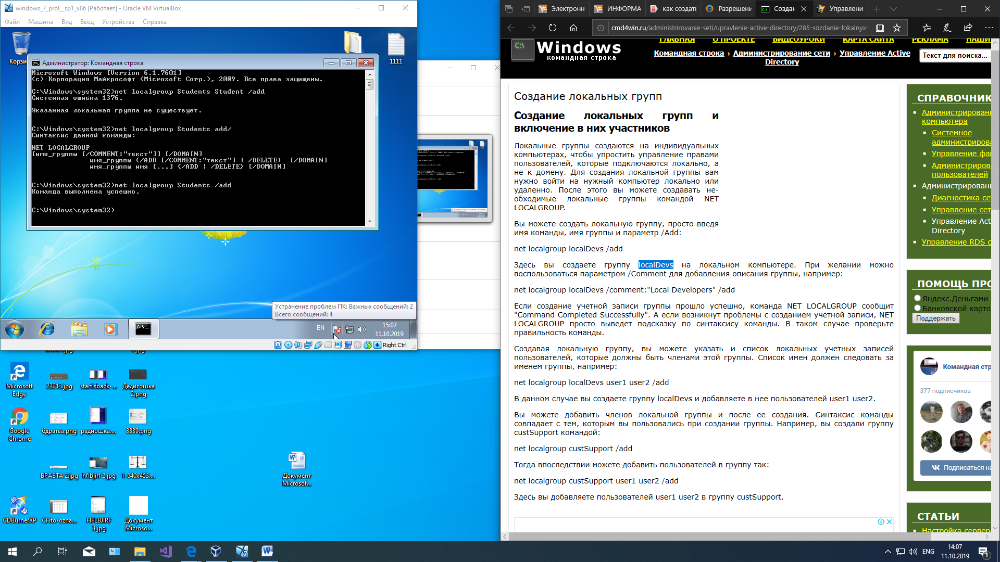 windows_7_prol__sp1_x86 [Работает] - Oracle VM VirtualBox
Файл Машина Вид Ввод Устройства Справка
1111
Администратор: Командная строка
Microsoft Windows [Version 6.1.7601]
(c) Корпорация Майкрософт (Microsoft Corp.), 2009. Все права защищены.
C:\Windows\system32>net localgroup Students Student /add
Системная ошибка 1376.
Указанная локальная группа не существует.
C:\Windows\system32>net localgroup Students add/
Синтаксис данной команды:
NET LOCALGROUP
[имя_группы [/COMMENT:"текст"]] [/DOMAIN]
имя_группы {/ADD [/COMMENT:"текст"] | /DELETE} [/DOMAIN]
имя_группы имя [...] {/ADD | /DELETE} [/DOMAIN]
C:\Windows\system32>net localgroup Students /add
Команда выполнена успешно.
C:\Windows\system32>
Устранение проблем ПК: Важных сообщений: 2
Всего сообщений: 4
EN
15:07
11.10.2019
Right Ctrl
Microsoft Edge
23213.jpg
startisback-...
Дедигошка 2.png
Google Chrome
бдратва.png
радиошка....
3339.png
БРАВТА 2.jpg
hflbjirf 2.jpg
1-640x453....
Документ Microsof...
CDBurnerXP
CHto-ozna...
HFLBJIRF 3.jpg
Документ Microso...
Электронн
ИНФОРМА
как создать
Разрешени
Создан
Управлени
cmd4win.ru/administrirovanie-seti/upravlenie-active-directory/285-sozdanie-lokalnyx-
ГЛАВНАЯ О ПРОЕКТЕ ВИДЕОУРОКИ КАРТА САЙТА РЕКЛАМА НАШИ
C:\
Windows
командная строка
Командная строка Администрирование сети Управление Active Directory
Текст для поиска...
Создание локальных групп
Создание локальных групп и
включение в них участников
Локальные группы создаются на индивидуальных
компьютерах, чтобы упростить управление правами
пользователей, которые подключаются локально, а
не к домену. Для создания локальной группы вам
нужно войти на нужный компьютер локально или
удаленно. После этого вы можете создавать не-
обходимые локальные группы командой NET
LOCALGROUP.
Вы можете создать локальную группу, просто введя
имя команды, имя группы и параметр /Add:
net localgroup localDevs /add
Здесь вы создаете группу localDevs на локальном компьютере. При желании можно
воспользоваться параметром /Comment для добавления описания группы, например:
net localgroup localDevs /comment:"Local Developers" /add
Если создание учетной записи группы прошло успешно, команда NET LOCALGROUP сообщит
"Command Completed Successfully". А если возникнут проблемы с созданием учетной записи, NET
LOCALGROUP просто выведет подсказку по синтаксису команды. В таком случае проверьте
правильность команды.
Создавая локальную группу, вы можете указать и список локальных учетных записей
пользователей, которые должны быть членами этой группы. Список имен должен следовать за
именем группы, например:
net localgroup localDevs user1 user2 /add
В данном случае вы создаете группу localDevs и добавляете в нее пользователей user1 user2.
Вы можете добавить членов локальной группы и после ее создания. Синтаксис команды
совпадает с тем, которым вы пользовались при создании группы. Например, вы создали группу
custSupport командой:
net localgroup custSupport /add
Тогда впоследствии можете добавить пользователей в группу так:
net localgroup custSupport user1 user2 /add
Здесь вы добавляете пользователей user1 user2 в группу custSupport.
СПРАВОЧНИК
Администрировани
компьютера
Системное
администриров
Управление фа
Администриров
пользователей
Администрировани
Диагностика се
Управление сет
Управление Act
Directory
Управление RDS с
ПОМОЩЬ ПРО
Яндекс.Деньгами
Банковской карто
Поддержать
Командная стр
377 подписчиков
Подписаться на
СТАТЬИ
Настройка серверо
ENG
14:07
11.10.2019
1